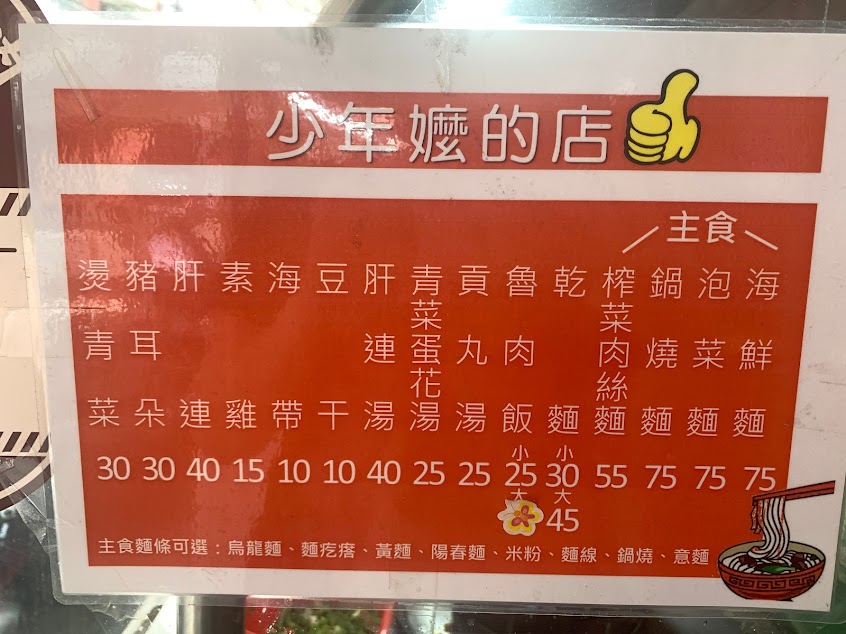 少年嬤的店
主食
海鮮麵 75
泡菜麵 75
鍋燒麵 75
榨菜肉絲麵 55
乾麵 小30 大45
魯肉飯 小25 大
貢丸湯 25
青菜蛋花湯 25
肝連湯 40
豆干 10
海帶 10
素雞 15
肝連 40
豬耳朵 30
燙青菜 30
主食麵條可選：烏龍麵、麵疙瘩、黃麵、陽春麵、米粉、麵線、鍋燒、意麵